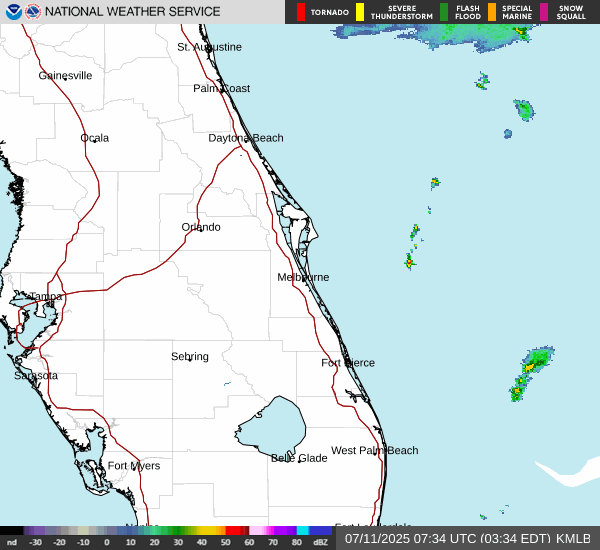 NATIONAL WEATHER SERVICE
TORNADO
SEVERE
THUNDERSTORM
FLASH
FLOOD
SPECIAL
MARINE
SNOW
SQUALL
St. Augustine
Gainesville
Palm Coast
Ocala
Daytona Beach
Orlando
Melbourne
Tampa
Sebring
Fort Pierce
Sarasota
West Palm Beach
Belle Glade
Fort Myers
nd -30 -20 -10 0 10 20 30 40 50 60 70 80 dBZ
07/11/2025 07:34 UTC (03:34 EDT) KMLB